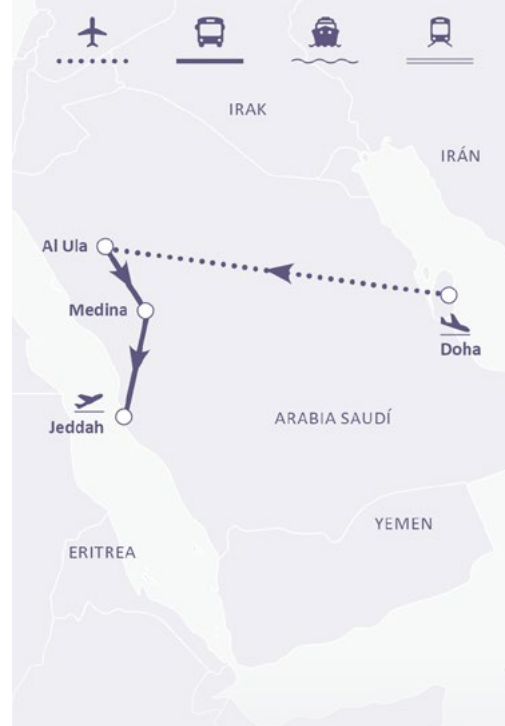 IRAK
IRÁN
Al Ula
Medina
Doha
Jeddah
ARABIA SAUDÍ
YEMEN
ERITREA